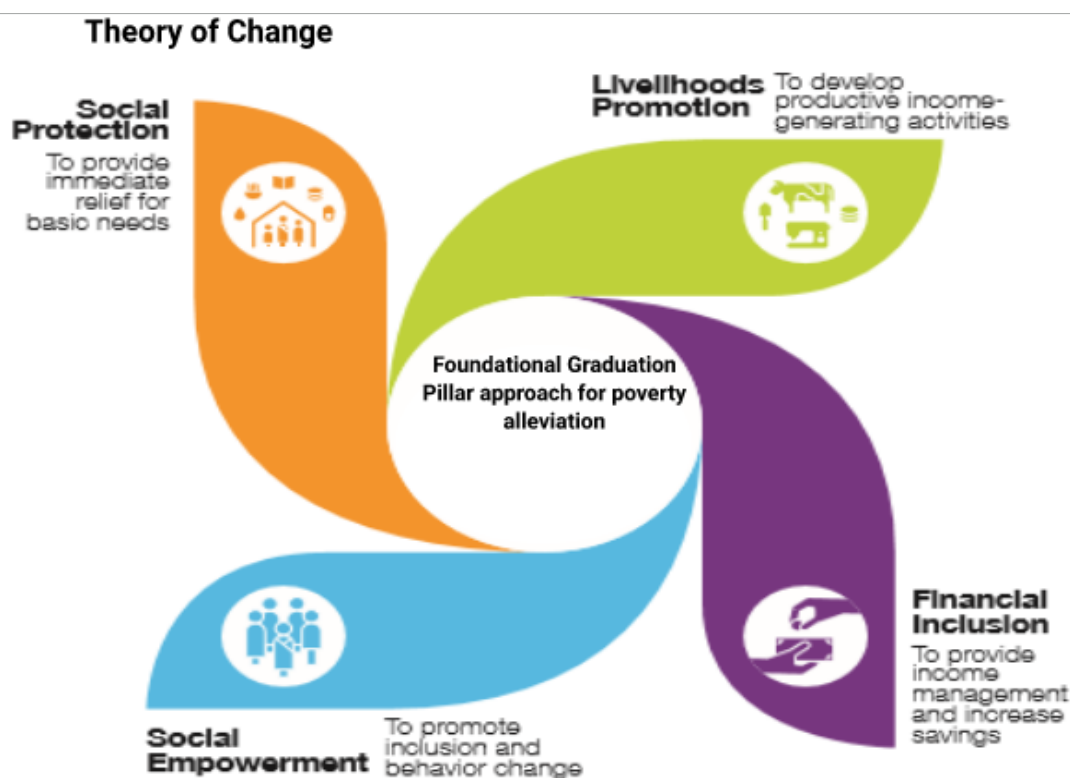 Theory of Change
Social
Protection
To provide
immediate
relief for
basic needs
Livelihoods
Promotion
To develop
productive income-
generating activities
Foundational Graduation
Pillar approach for poverty
alleviation
Financial
Inclusion
To provide
income
management
and increase
savings
Social
Empowerment
To promote
inclusion and
behavior change